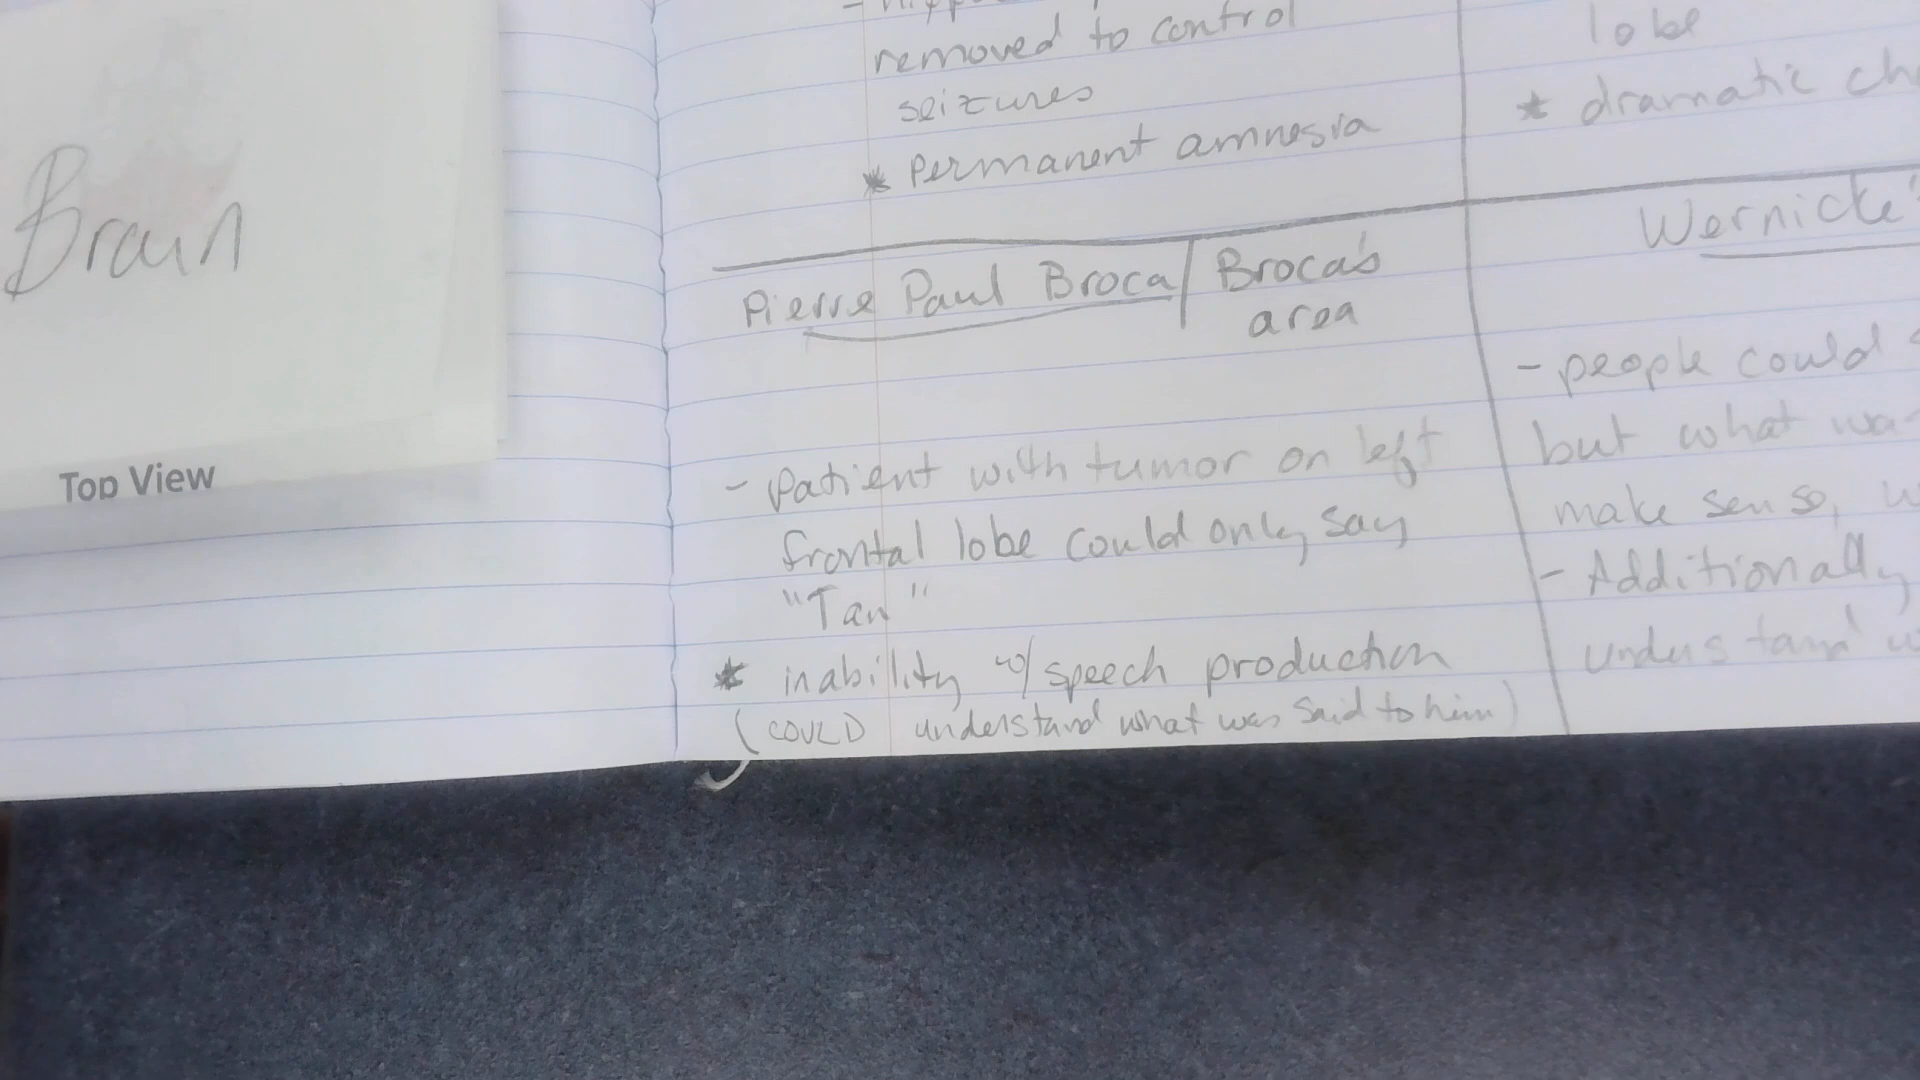 Brain
Top View
removed to control
seizures
* Permanent amnesia
lobe
* dramatic
Pierre Paul Broca / Broca's
area
- Patient with tumor on left
frontal lobe could only say
"Tan"
* inability w/ speech production
(COULD understand what was said to him)
Wernicke's
- people could
but what
make sense,
- Additionally
understand